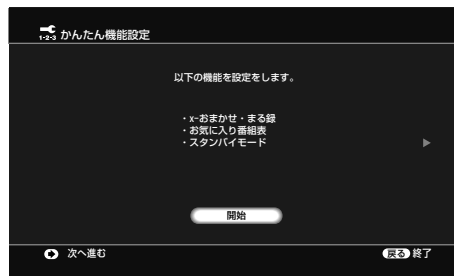 1-2-3 かんたん機能設定
以下の機能を設定をします。
・x-おまかせ・まる録
・お気に入り番組表
・スタンバイモード
開始
次へ進む
戻る 終了